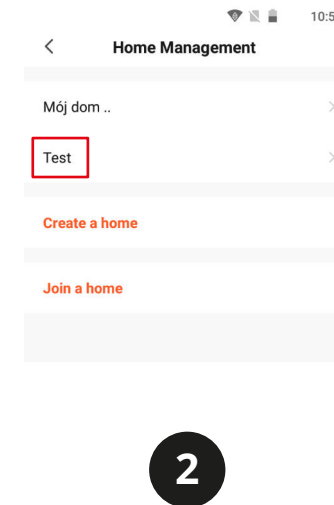 10:5
Home Management
Mój dom ..
Test
Create a home
Join a home
2